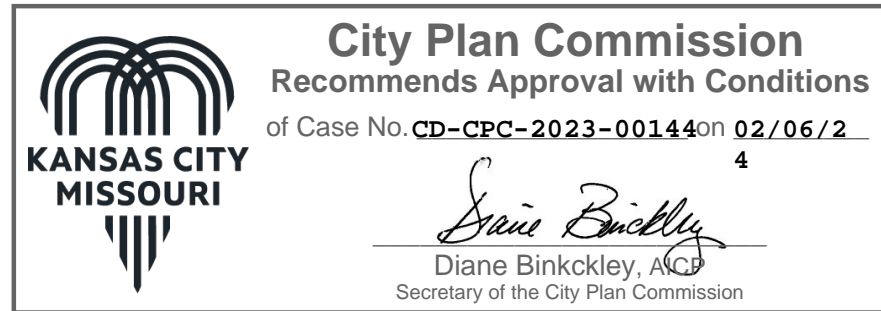 City Plan Commission
Recommends Approval with Conditions
of Case No. CD-CPC-2023-00144 on 02/06/2
4
KANSAS CITY
MISSOURI
Diane Binckley
Diane Binkckley, AICP
Secretary of the City Plan Commission